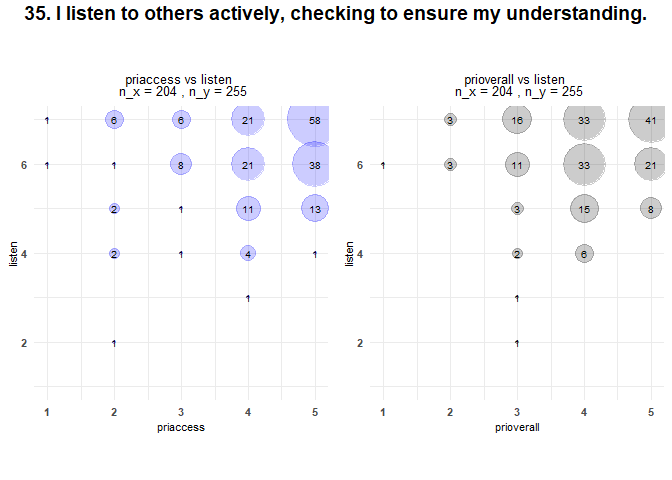 35. I listen to others actively, checking to ensure my understanding.
priaccess vs listen
n_x = 204 , n_y = 255
listen
6
4
2
1 6 6 21 58
1 1 8 21 38
2 1 11 13
2 1 4 1
1
1
1 2 3 4 5
priaccess
prioverall vs listen
n_x = 204 , n_y = 255
listen
6
4
2
3 16 33 41
1 3 11 33 21
3 15 8
2 6
1
1
1 2 3 4 5
prioverall